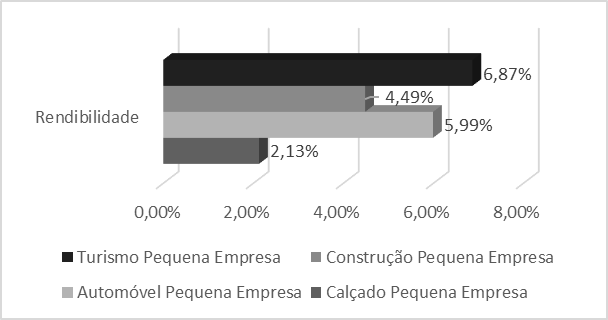 6,87%
4,49%
Rendibilidade
5,99%
2,13%
0,00% 2,00% 4,00% 6,00% 8,00%
Turismo Pequena Empresa Construção Pequena Empresa
Automóvel Pequena Empresa Calçado Pequena Empresa